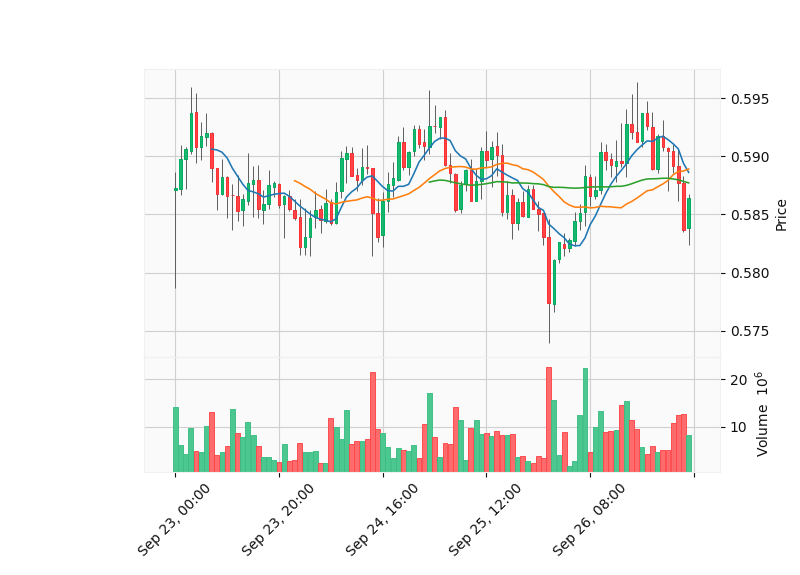 0.595
0.590
0.585
0.580
0.575
Price
20
10
Volume 10^6
Sep 23, 00:00
Sep 23, 20:00
Sep 24, 16:00
Sep 25, 12:00
Sep 26, 08:00